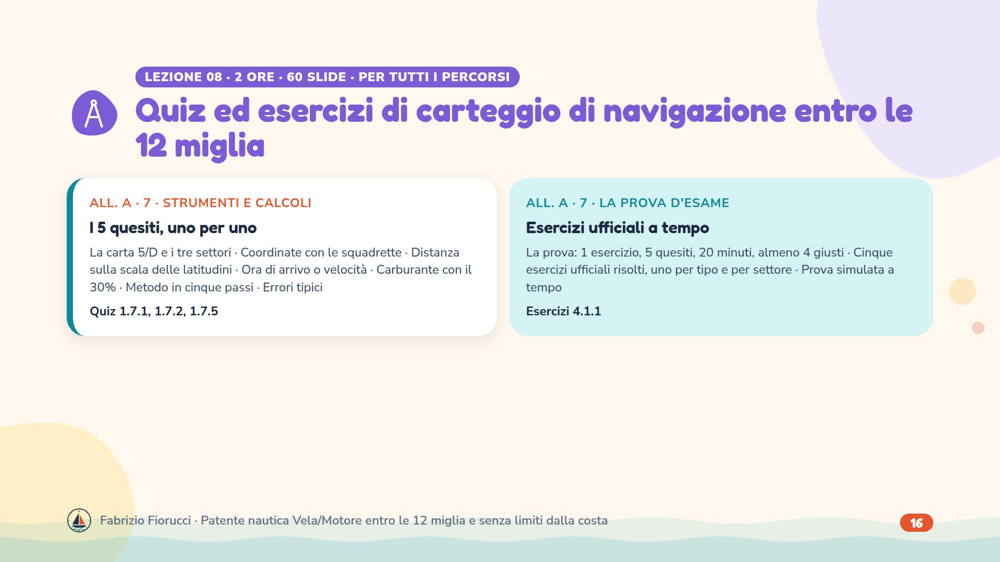 LEZIONE 08 · 2 ORE · 60 SLIDE · PER TUTTI I PERCORSI
Quiz ed esercizi di carteggio di navigazione entro le
12 miglia
ALL. A · 7 · STRUMENTI E CALCOLI
I 5 quesiti, uno per uno
La carta 5/D e i tre settori · Coordinate con le squadrette · Distanza
sulla scala delle latitudini · Ora di arrivo o velocità · Carburante con il
30% · Metodo in cinque passi · Errori tipici
Quiz 1.7.1, 1.7.2, 1.7.5
ALL. A · 7 · LA PROVA D'ESAME
Esercizi ufficiali a tempo
La prova: 1 esercizio, 5 quesiti, 20 minuti, almeno 4 giusti · Cinque
esercizi ufficiali risolti, uno per tipo e per settore · Prova simulata a
tempo
Esercizi 4.1.1
Fabrizio Fiorucci · Patente nautica Vela/Motore entro le 12 miglia e senza limiti dalla costa
16